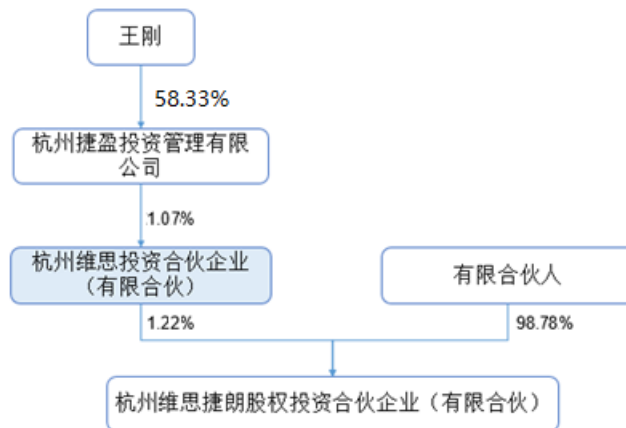 王刚
58.33%
杭州捷盈投资管理有限
公司
1.07%
杭州维思投资合伙企业
（有限合伙）
有限合伙人
1.22%
98.78%
杭州维思捷朗股权投资合伙企业（有限合伙）